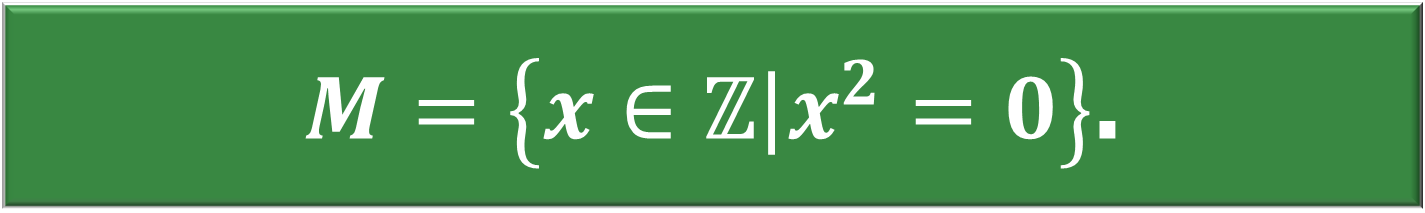 M = {x ∈ ℤ|x² = 0}.